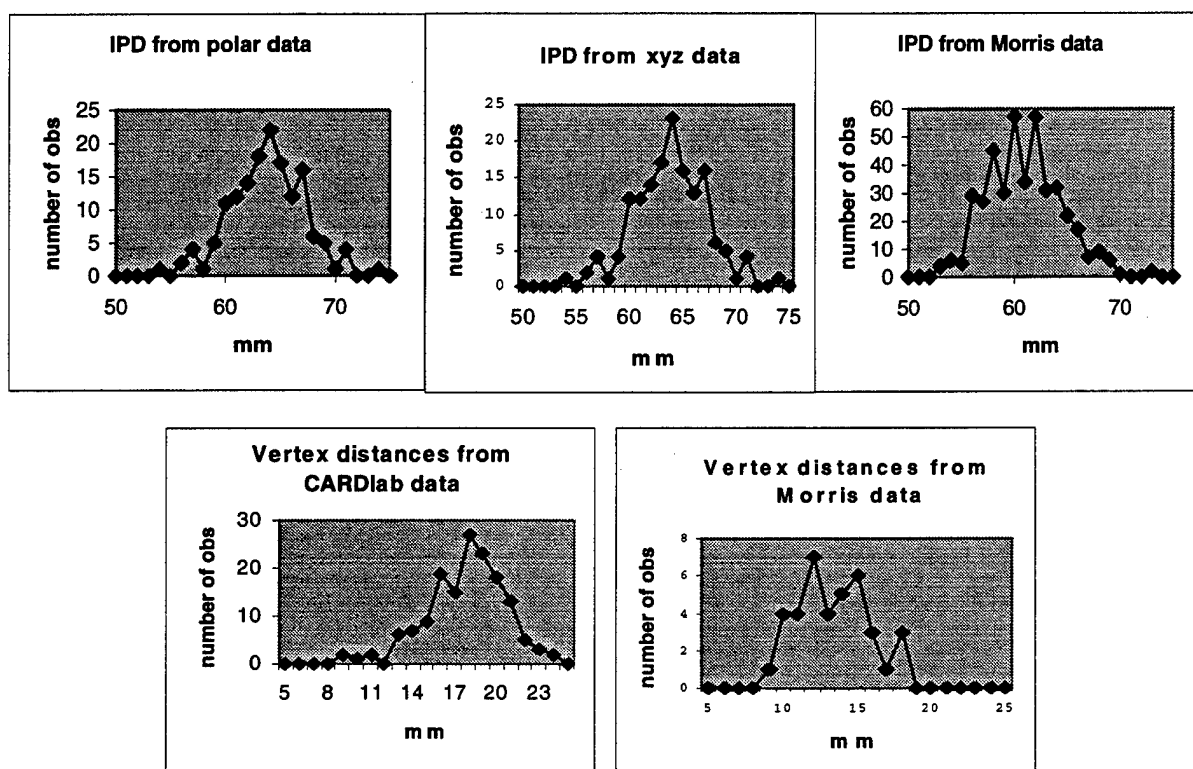 IPD from polar data
number of obs
25
20
15
10
5
0
50 60 70
mm
IPD from xyz data
number of obs
25
20
15
10
5
0
50 55 60 65 70 75
mm
IPD from Morris data
number of obs
60
50
40
30
20
10
0
50 60 70
mm
Vertex distances from
CARDlab data
number of obs
30
20
10
0
5 8 11 14 17 20 23
mm
Vertex distances from
Morris data
number of obs
8
6
4
2
0
5 10 15 20 25
mm